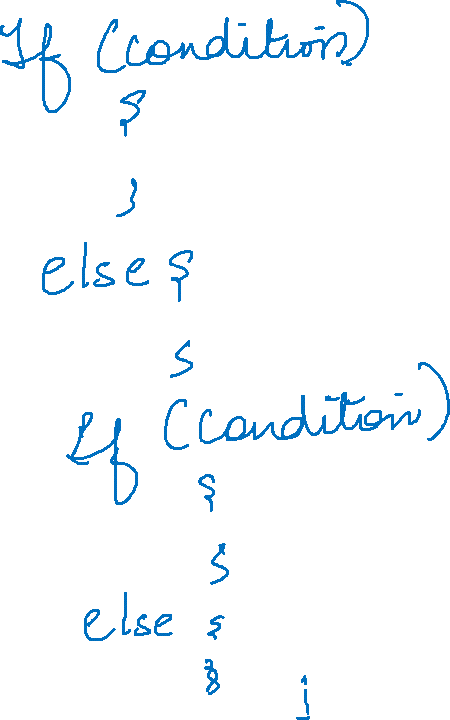 If (condition)
{
}
else {
}
If (condition)
{
}
else {
} }